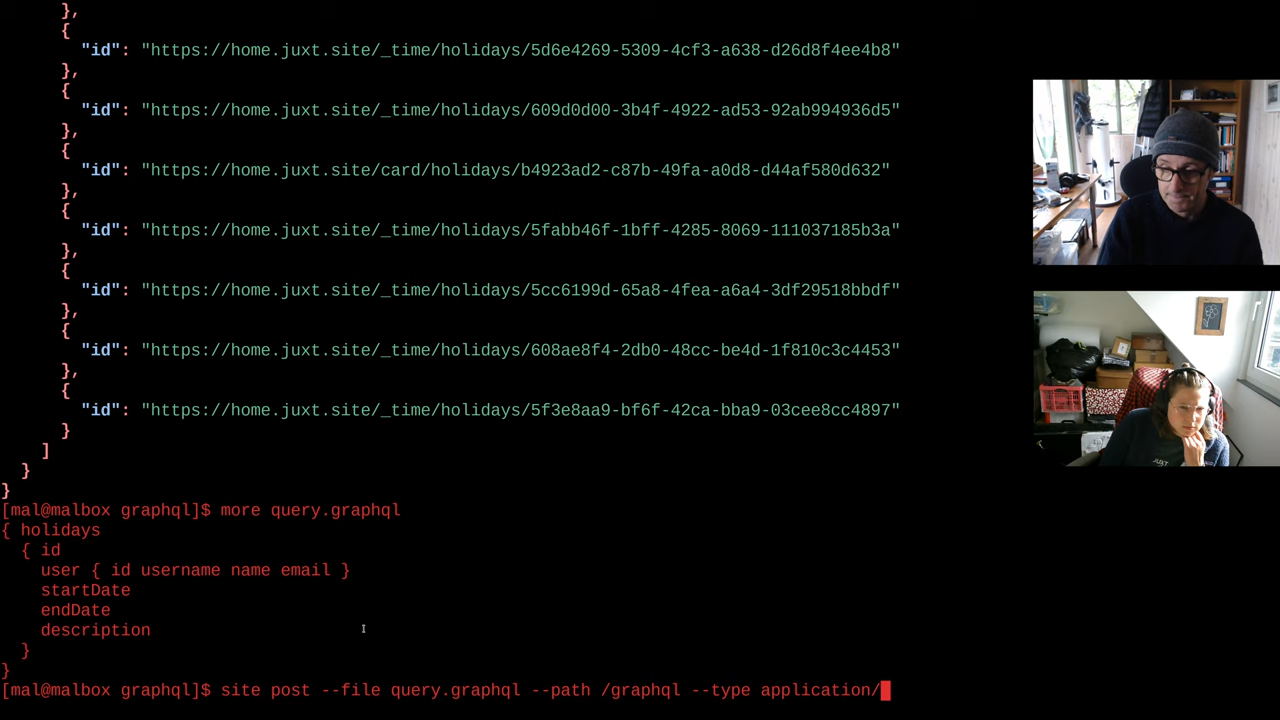 },
{
"id": "https://home.juxt.site/_time/holidays/5d6e4269-5309-4cf3-a638-d26d8f4ee4b8"
},
{
"id": "https://home.juxt.site/_time/holidays/609d0d00-3b4f-4922-ad53-92ab994936d5"
},
{
"id": "https://home.juxt.site/card/holidays/b4923ad2-c87b-49fa-a0d8-d44af580d632"
},
{
"id": "https://home.juxt.site/_time/holidays/5fabb46f-1bff-4285-8069-111037185b3a"
},
{
"id": "https://home.juxt.site/_time/holidays/5cc6199d-65a8-4fea-a6a4-3df29518bbdf"
},
{
"id": "https://home.juxt.site/_time/holidays/608ae8f4-2db0-48cc-be4d-1f810c3c4453"
},
{
"id": "https://home.juxt.site/_time/holidays/5f3e8aa9-bf6f-42ca-bba9-03cee8cc4897"
}
]
}
}
[mal@malbox graphql]$ more query.graphql
{ holidays
{ id
user { id username name email }
startDate
endDate
description
}
}
[mal@malbox graphql]$ site post --file query.graphql --path /graphql --type application/